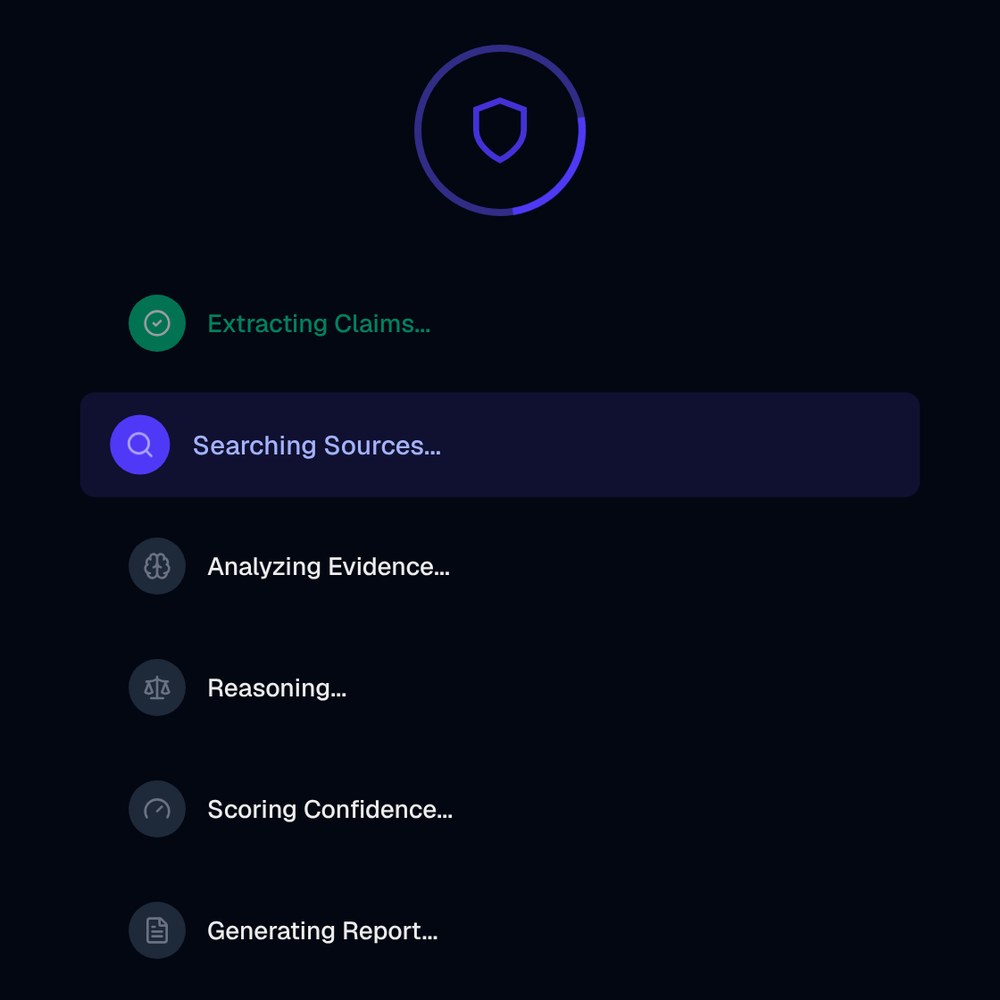 Extracting Claims...
Searching Sources...
Analyzing Evidence...
Reasoning...
Scoring Confidence...
Generating Report...